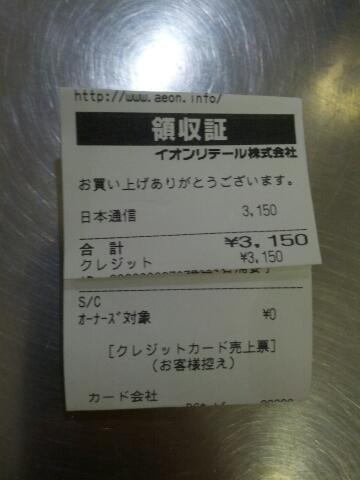 http://www.aeon.info/
領収証
イオンリテール株式会社
お買い上げありがとうございます。
日本通信 3,150
合 計 ¥3,150
クレジット ¥3,150
S/C
ｵｰﾅｰｽﾞ対象 ¥0
[クレジットカード売上票]
(お客様控え)
カード会社